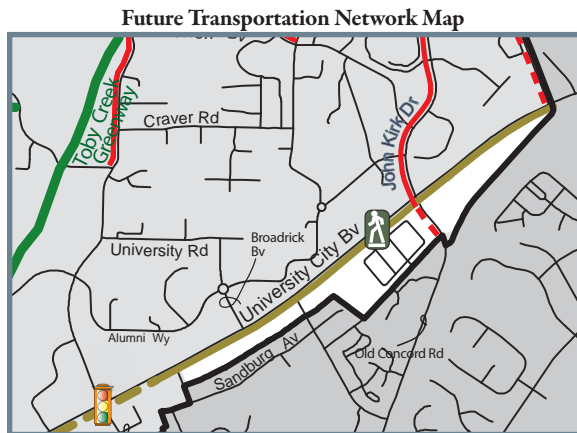 Future Transportation Network Map
Toby Creek
Greenway
Craver Rd
John Kirk Dr
University Rd
Broadrick
Bv
University City Bv
Alumni Wy
Sandburg Av
Old Concord Rd